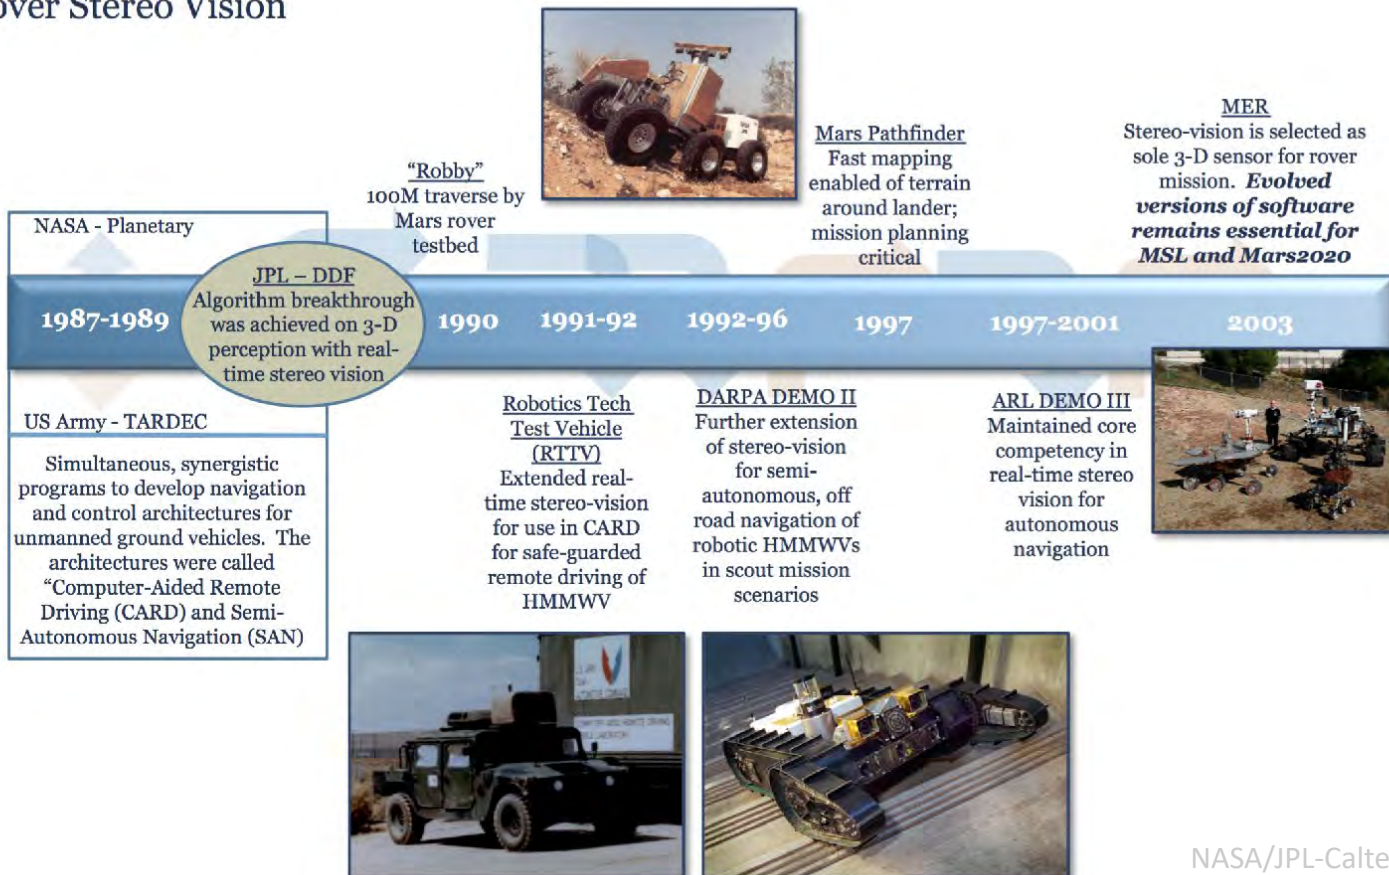 over Stereo Vision
"Robby"
100M traverse by
Mars rover
testbed
Mars Pathfinder
Fast mapping
enabled of terrain
around lander;
mission planning
critical
MER
Stereo-vision is selected as
sole 3-D sensor for rover
mission. Evolved
versions of software
remains essential for
MSL and Mars2020
NASA - Planetary
JPL – DDF
Algorithm breakthrough
was achieved on 3-D
perception with real-
time stereo vision
1987-1989
1990
1991-92
1992-96
1997
1997-2001
2003
US Army - TARDEC
Simultaneous, synergistic
programs to develop navigation
and control architectures for
unmanned ground vehicles. The
architectures were called
"Computer-Aided Remote
Driving (CARD) and Semi-
Autonomous Navigation (SAN)
Robotics Tech
Test Vehicle
(RTTV)
Extended real-
time stereo-vision
for use in CARD
for safe-guarded
remote driving of
HMMWV
DARPA DEMO II
Further extension
of stereo-vision
for semi-
autonomous, off
road navigation of
robotic HMMWVs
in scout mission
scenarios
ARL DEMO III
Maintained core
competency in
real-time stereo
vision for
autonomous
navigation
NASA/JPL-Calte